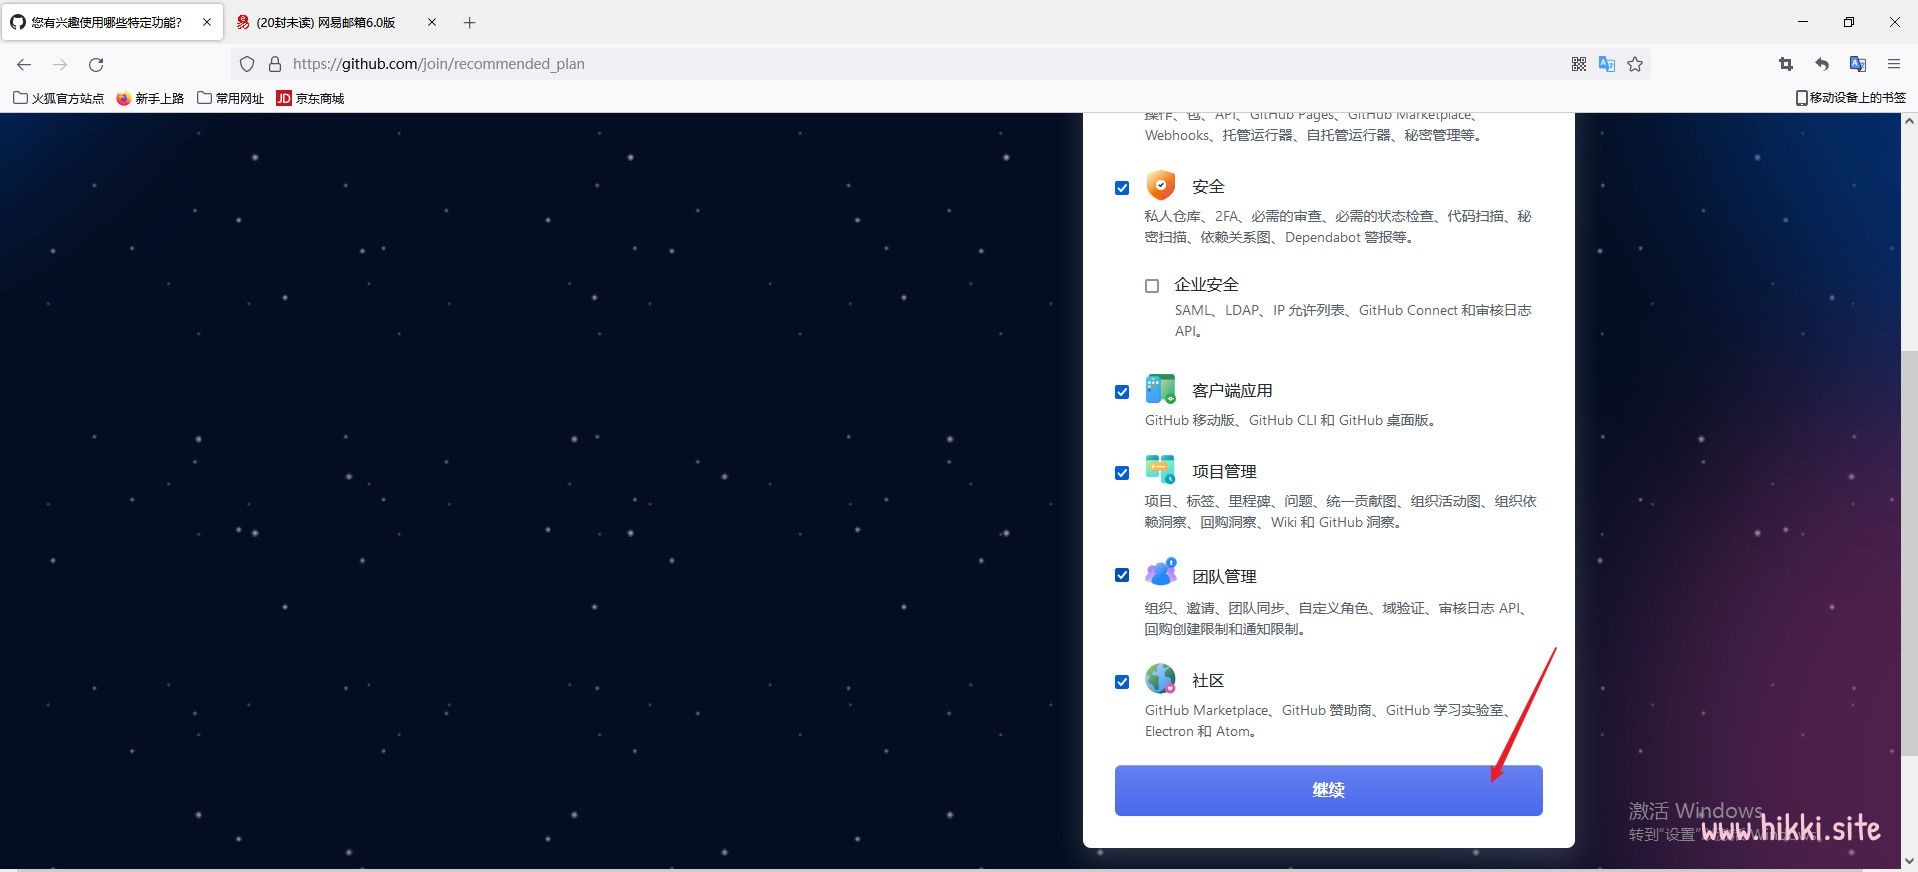 您有兴趣使用哪些特定功能？
(20封未读) 网易邮箱6.0版
https://github.com/join/recommended_plan
火狐官方站点
新手上路
常用网址
JD 京东商城
移动设备上的书签
操作、包、API、GitHub Pages、GitHub Marketplace、
Webhooks、托管运行器、自托管运行器、秘密管理等。
安全
私人仓库、2FA、必需的审查、必需的状态检查、代码扫描、秘
密扫描、依赖关系图、Dependabot 警报等。
企业安全
SAML、LDAP、IP 允许列表、GitHub Connect 和审核日志
API。
客户端应用
GitHub 移动版、GitHub CLI 和 GitHub 桌面版。
项目管理
项目、标签、里程碑、问题、统一贡献图、组织活动图、组织依
赖洞察、回购洞察、Wiki 和 GitHub 洞察。
团队管理
组织、邀请、团队同步、自定义角色、域验证、审核日志 API、
回购创建限制和通知限制。
社区
GitHub Marketplace、GitHub 赞助商、GitHub 学习实验室、
Electron 和 Atom。
继续
激活 Windows
转到"设置"
www.hikki.site